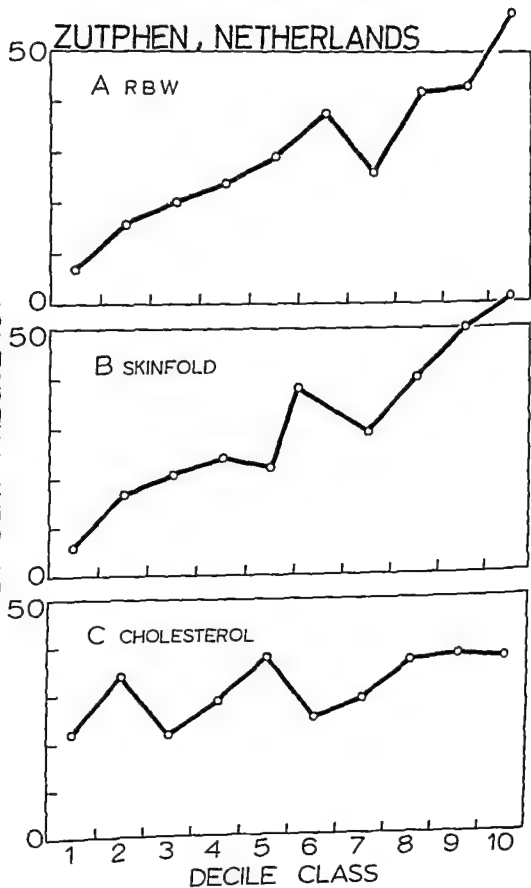 ZUTPHEN, NETHERLANDS
50
A RBW
0
50
B SKINFOLD
0
50
C CHOLESTEROL
0
1 2 3 4 5 6 7 8 9 10
DECILE CLASS